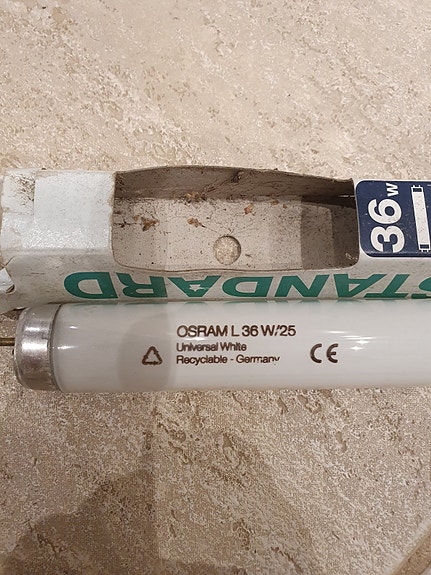 36W
STANDARD
OSRAM L 36 W/25
Universal White
Recyclable - Germany
CE